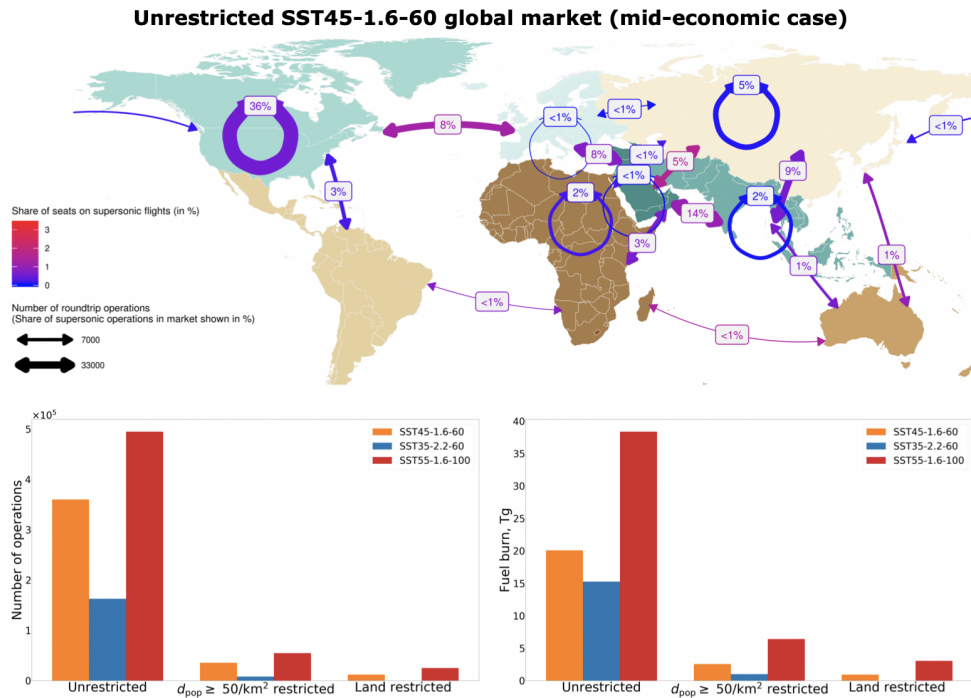 Unrestricted SST45-1.6-60 global market (mid-economic case)
36%
8%
3%
<1%
<1%
<1%
8%
<1%
<1%
5%
5%
<1%
9%
2%
2%
14%
3%
1%
1%
<1%
<1%
Share of seats on supersonic flights (in %)
3
2
1
0
Number of roundtrip operations
(Share of supersonic operations in market shown in %)
7000
33000
×10⁵
5
4
3
2
1
0
Number of operations
SST45-1.6-60
SST35-2.2-60
SST55-1.6-100
Unrestricted
dpop ≥ 50/km² restricted
Land restricted
40
35
30
25
20
15
10
5
0
Fuel burn, Tg
SST45-1.6-60
SST35-2.2-60
SST55-1.6-100
Unrestricted
dpop ≥ 50/km² restricted
Land restricted